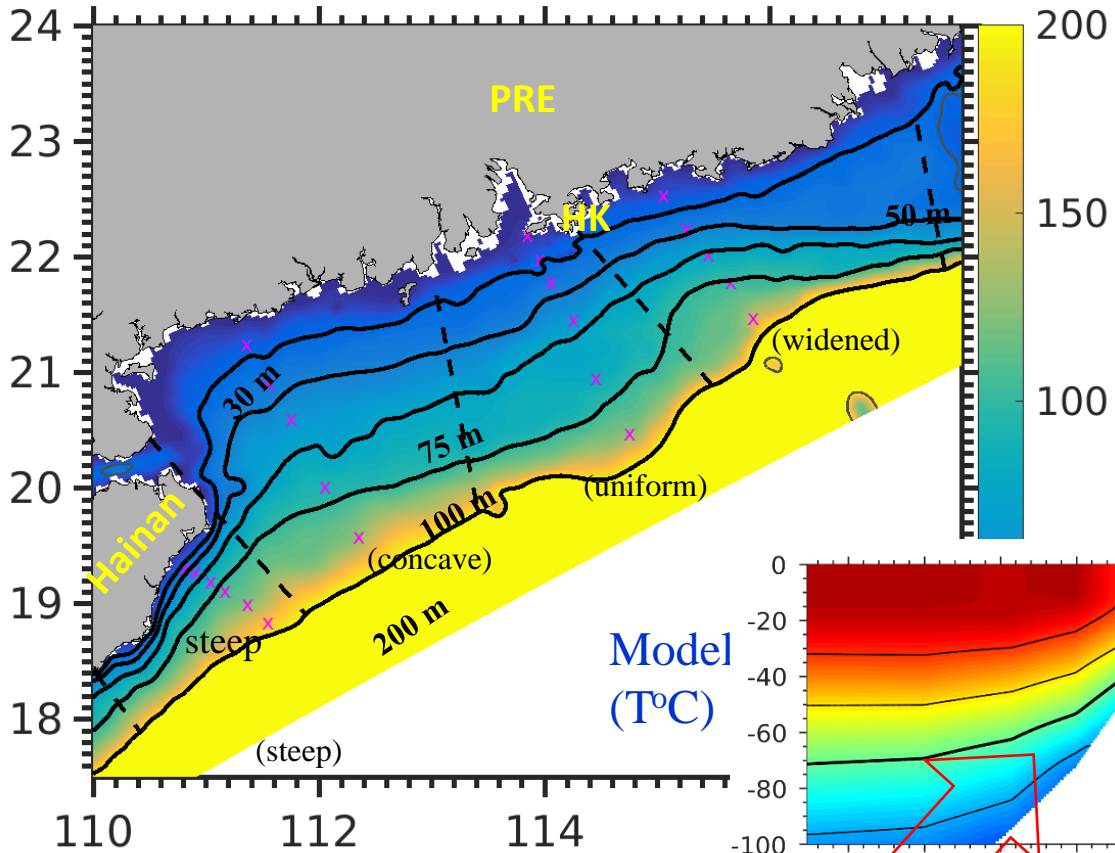 24
23
22
21
20
19
18
110
112
114
200
150
100
PRE
HK
50 m
30 m
(widened)
75 m
(uniform)
100 m
Hainan
(concave)
200 m
steep
(steep)
Model
(T°C)
0
-20
-40
-60
-80
-100